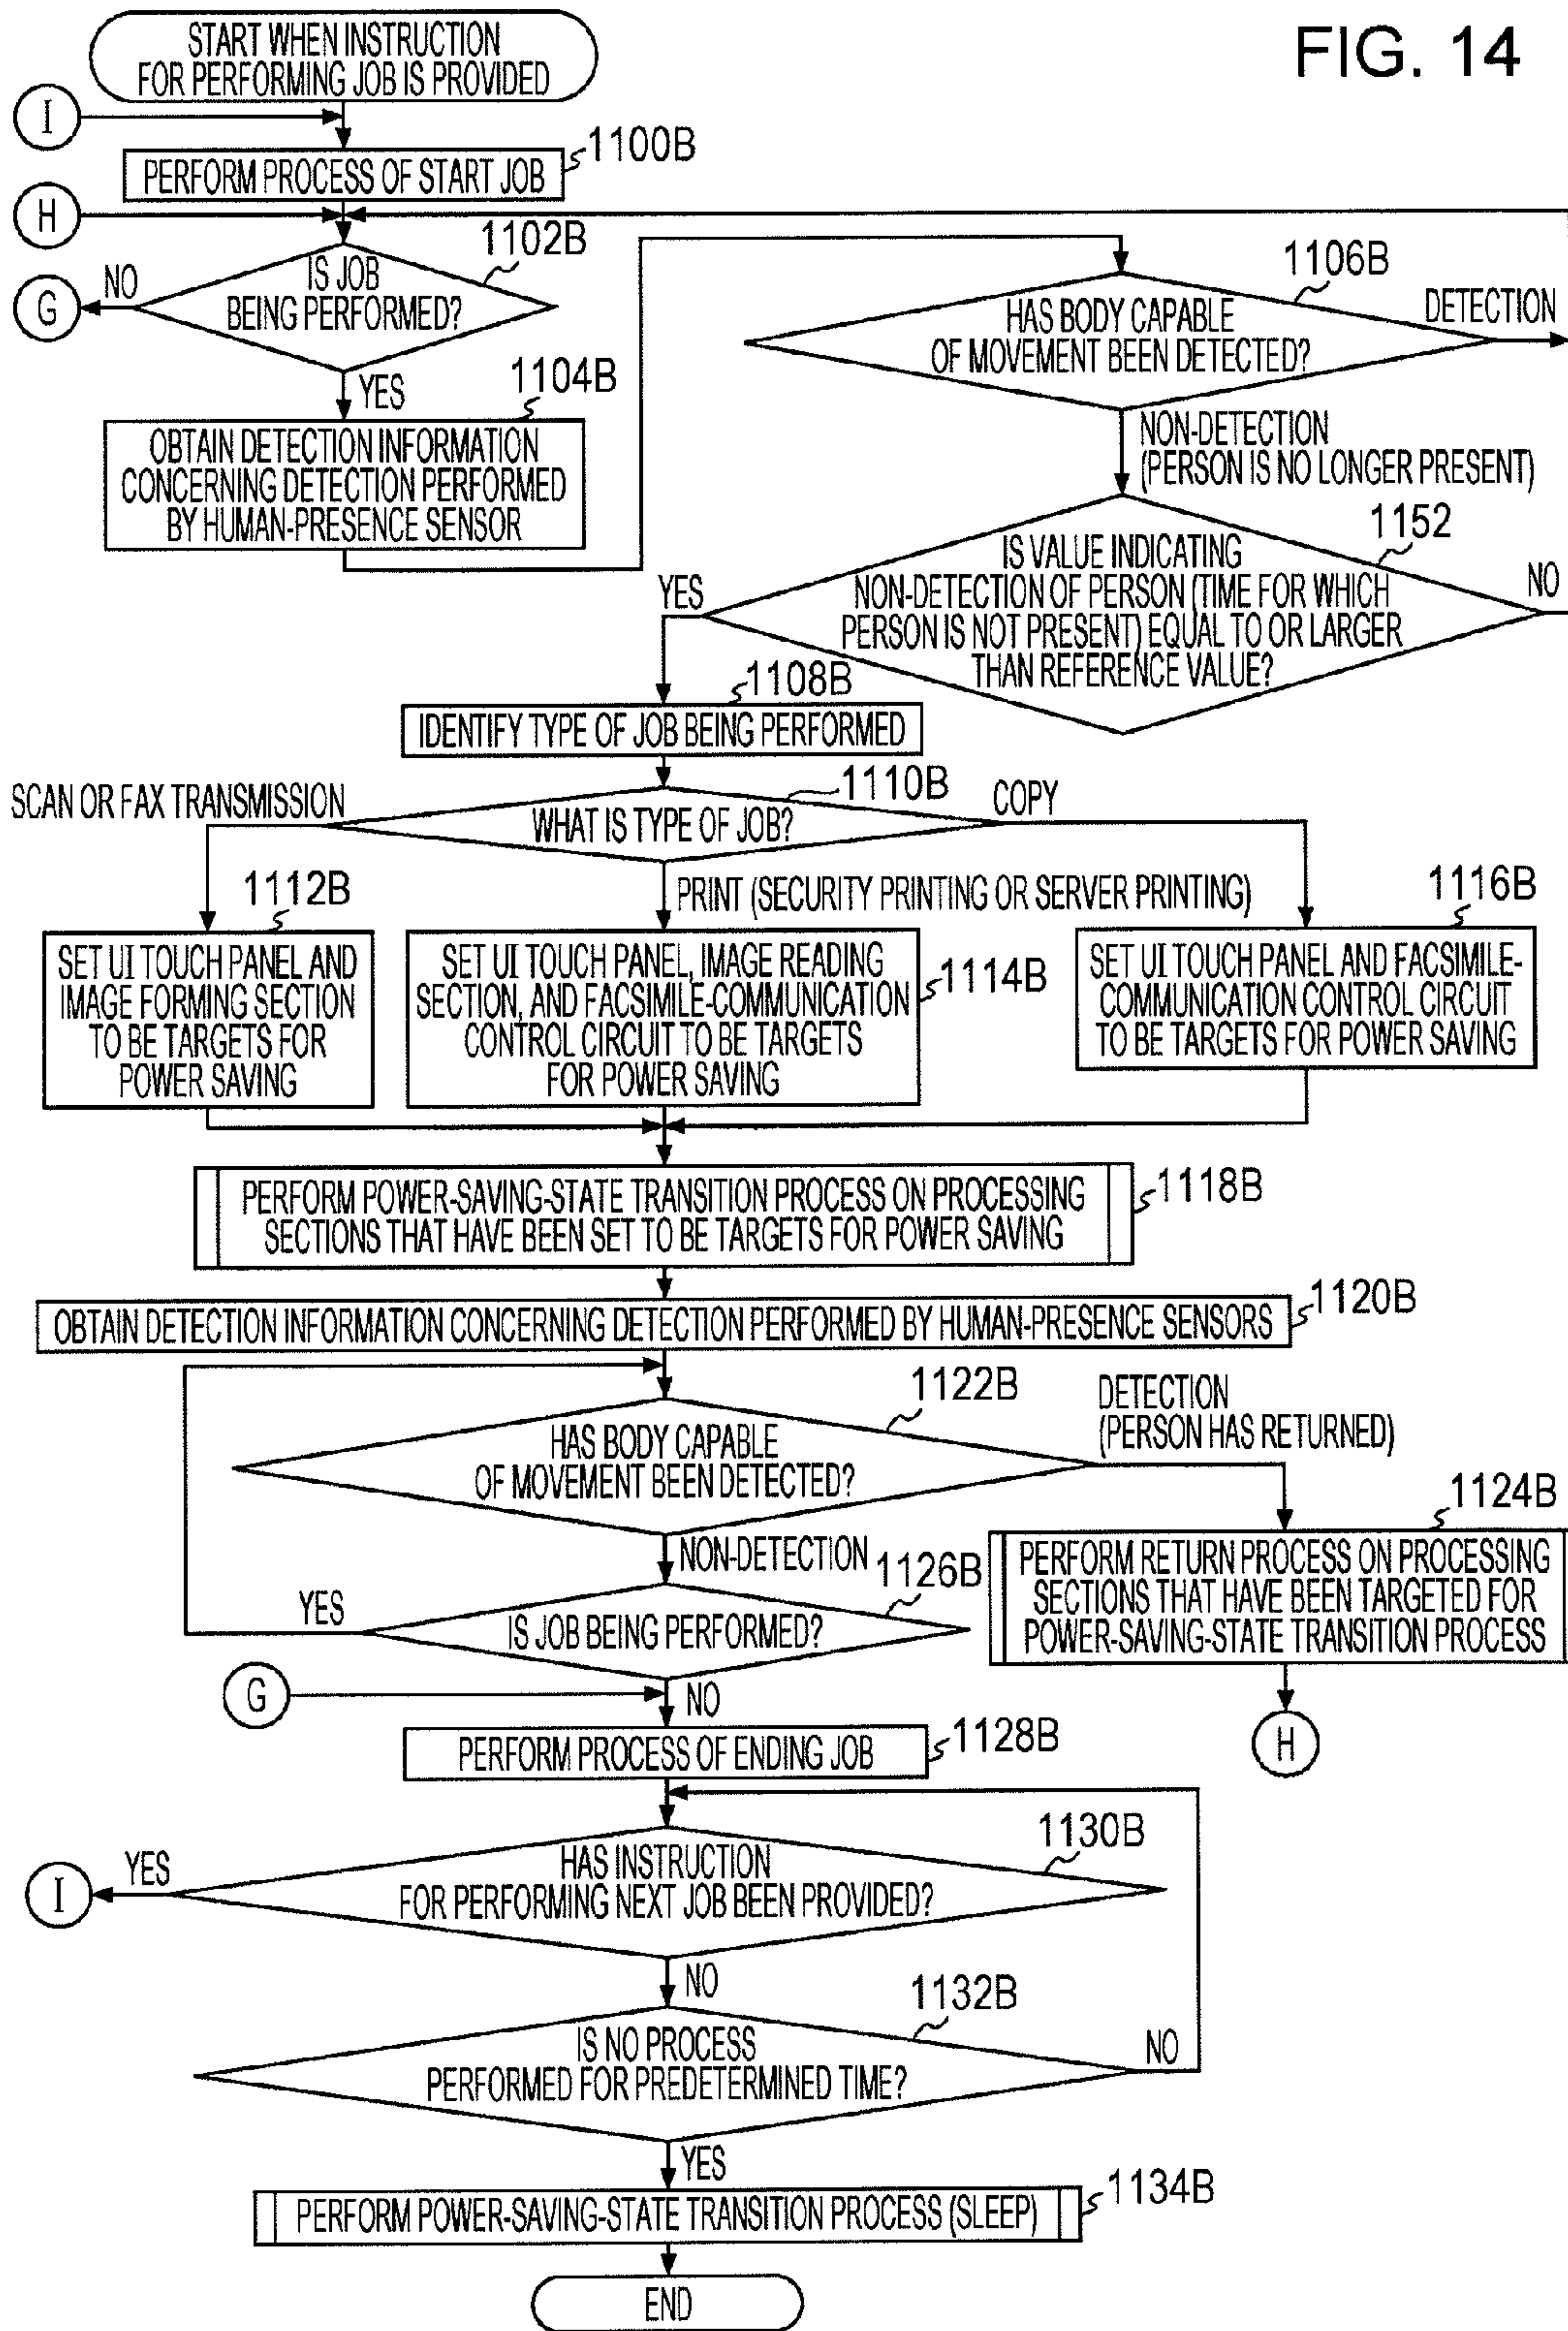 FIG. 14
START WHEN INSTRUCTION
FOR PERFORMING JOB IS PROVIDED
I
1100B
PERFORM PROCESS OF START JOB
H
1102B
IS JOB
BEING PERFORMED?
NO
G
YES
1104B
OBTAIN DETECTION INFORMATION
CONCERNING DETECTION PERFORMED
BY HUMAN-PRESENCE SENSOR
1106B
HAS BODY CAPABLE
OF MOVEMENT BEEN DETECTED?
DETECTION
NON-DETECTION
(PERSON IS NO LONGER PRESENT)
1152
IS VALUE INDICATING
NON-DETECTION OF PERSON (TIME FOR WHICH
PERSON IS NOT PRESENT) EQUAL TO OR LARGER
THAN REFERENCE VALUE?
YES
NO
1108B
IDENTIFY TYPE OF JOB BEING PERFORMED
1110B
WHAT IS TYPE OF JOB?
SCAN OR FAX TRANSMISSION
COPY
PRINT (SECURITY PRINTING OR SERVER PRINTING)
1112B
SET UI TOUCH PANEL AND
IMAGE FORMING SECTION
TO BE TARGETS FOR
POWER SAVING
SET UI TOUCH PANEL, IMAGE READING
SECTION, AND FACSIMILE-COMMUNICATION
CONTROL CIRCUIT TO BE TARGETS
FOR POWER SAVING
1114B
1116B
SET UI TOUCH PANEL AND FACSIMILE-
COMMUNICATION CONTROL CIRCUIT
TO BE TARGETS FOR POWER SAVING
PERFORM POWER-SAVING-STATE TRANSITION PROCESS ON PROCESSING
SECTIONS THAT HAVE BEEN SET TO BE TARGETS FOR POWER SAVING
1118B
OBTAIN DETECTION INFORMATION CONCERNING DETECTION PERFORMED BY HUMAN-PRESENCE SENSORS
1120B
1122B
HAS BODY CAPABLE
OF MOVEMENT BEEN DETECTED?
DETECTION
(PERSON HAS RETURNED)
1124B
PERFORM RETURN PROCESS ON PROCESSING
SECTIONS THAT HAVE BEEN TARGETED FOR
POWER-SAVING-STATE TRANSITION PROCESS
H
NON-DETECTION
1126B
IS JOB BEING PERFORMED?
YES
G
NO
PERFORM PROCESS OF ENDING JOB
1128B
1130B
HAS INSTRUCTION
FOR PERFORMING NEXT JOB BEEN PROVIDED?
YES
I
NO
1132B
IS NO PROCESS
PERFORMED FOR PREDETERMINED TIME?
NO
YES
PERFORM POWER-SAVING-STATE TRANSITION PROCESS (SLEEP)
1134B
END